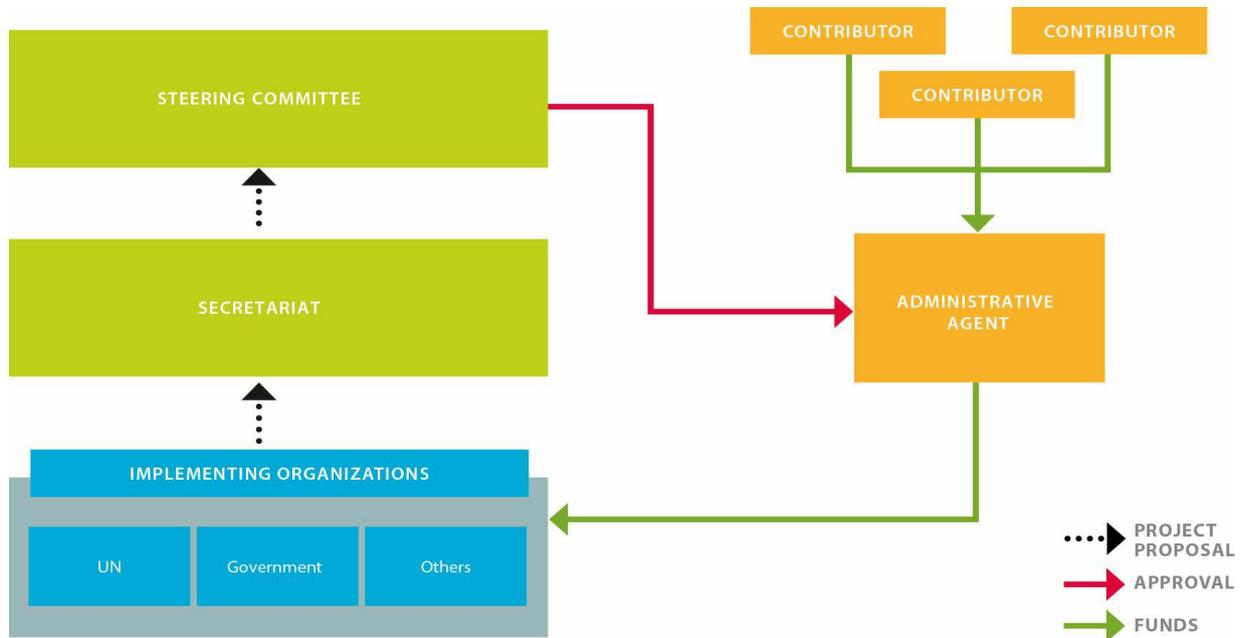 CONTRIBUTOR
CONTRIBUTOR
CONTRIBUTOR
STEERING COMMITTEE
SECRETARIAT
ADMINISTRATIVE
AGENT
IMPLEMENTING ORGANIZATIONS
UN
Government
Others
PROJECT
PROPOSAL
APPROVAL
FUNDS